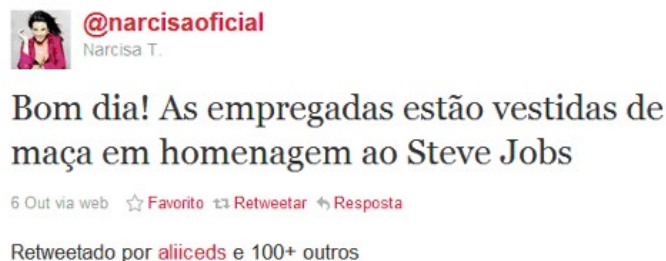 @narcisaoficial
Narcisa T.
Bom dia! As empregadas estão vestidas de
maça em homenagem ao Steve Jobs
6 Out via web Favorito Retweetar Resposta
Retweetado por aliiceds e 100+ outros